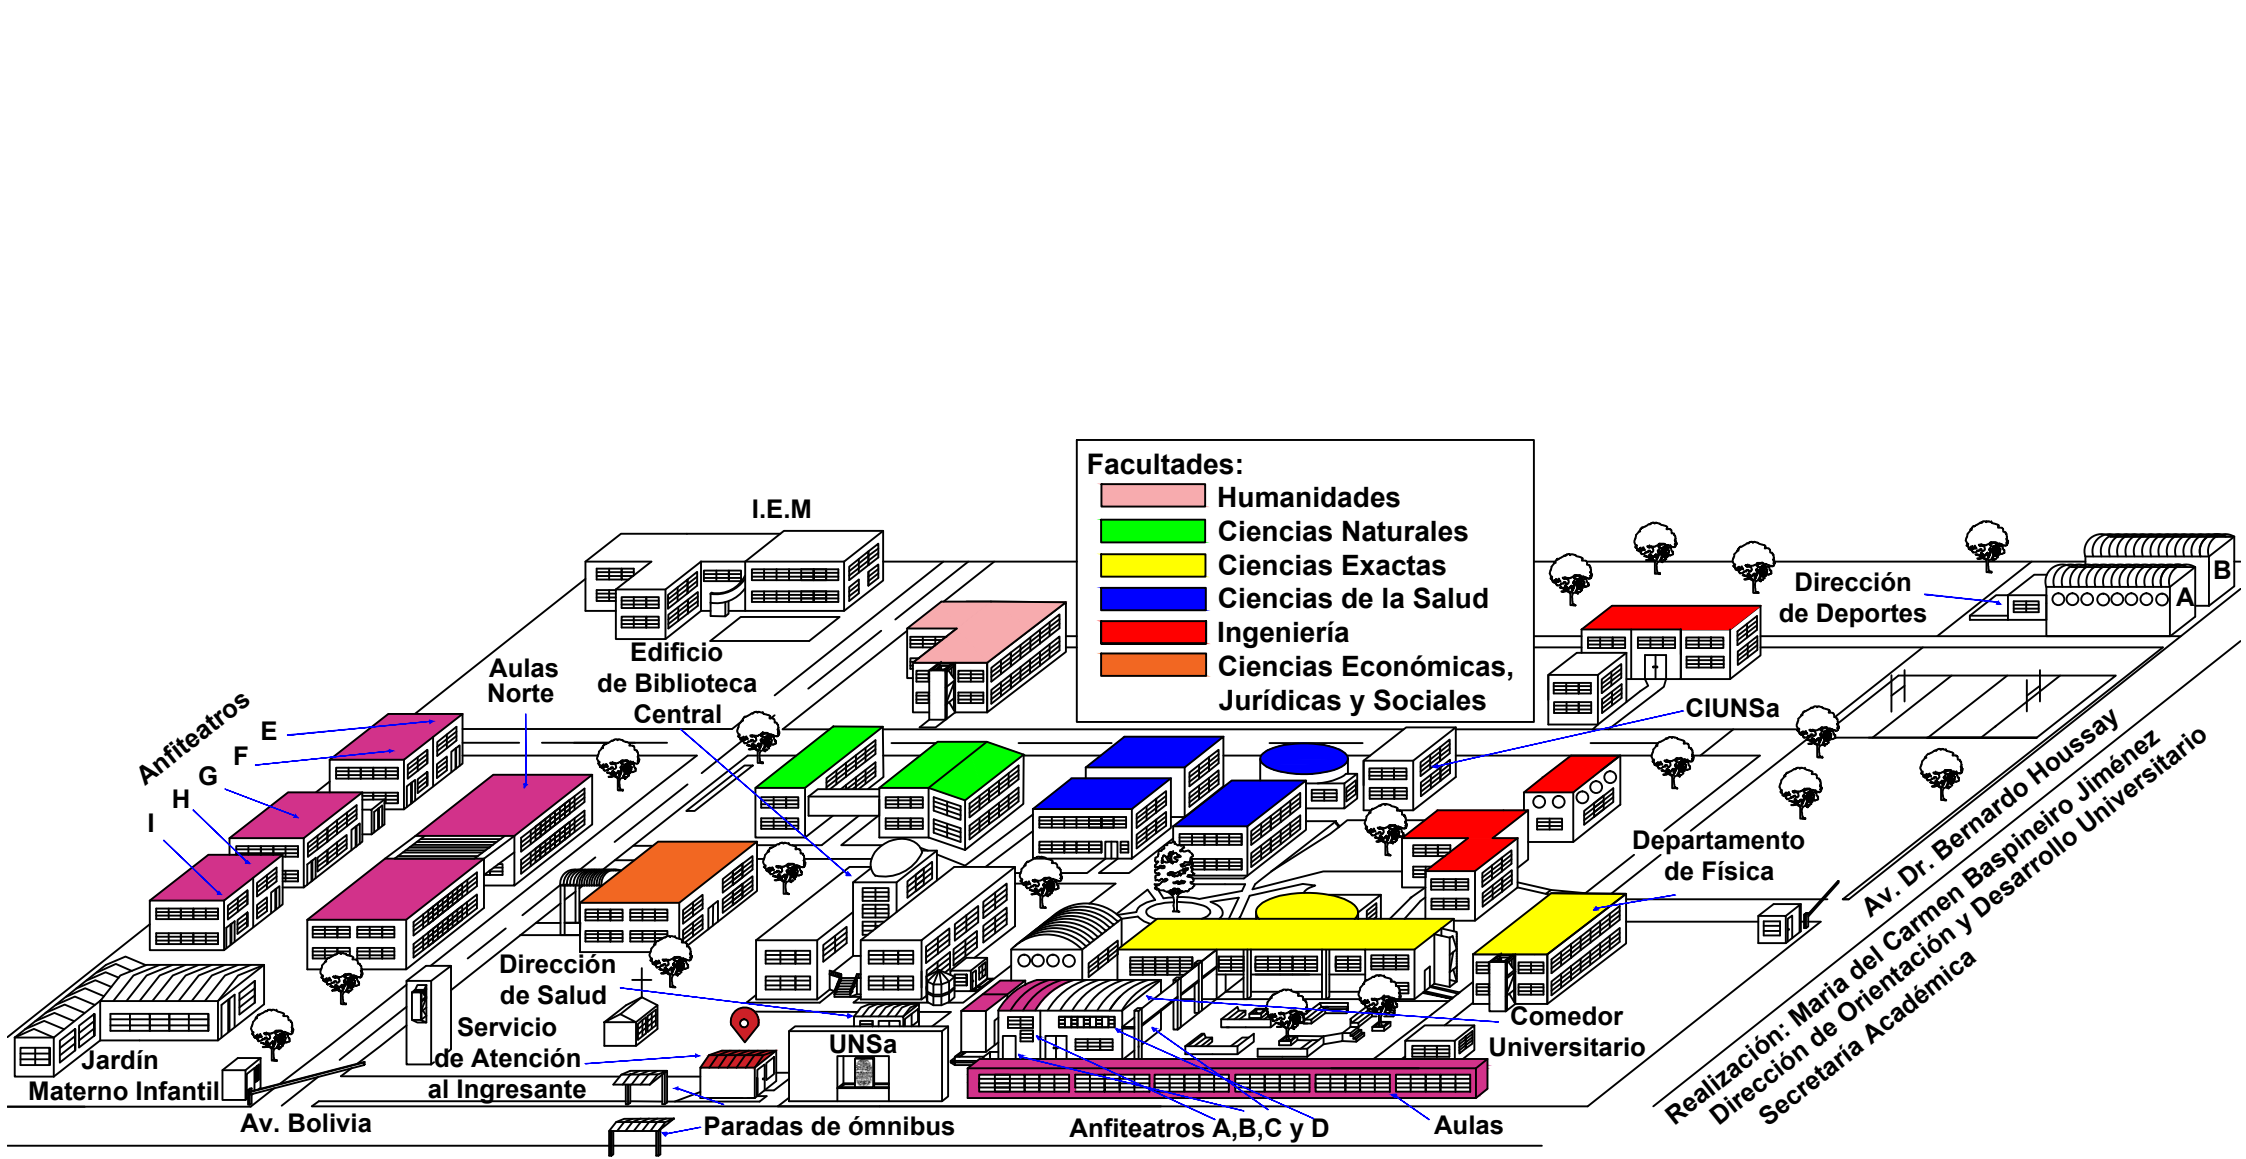 Facultades:
Humanidades
Ciencias Naturales
Ciencias Exactas
Ciencias de la Salud
Ingeniería
Ciencias Económicas,
Jurídicas y Sociales
I.E.M
Edificio
de Biblioteca
Central
Aulas
Norte
Anfiteatros
E
F
G
H
I
Dirección
de Deportes
A
B
CIUNSa
Departamento
de Física
Av. Dr. Bernardo Houssay
Realización: Maria del Carmen Baspineiro Jiménez
Dirección de Orientación y Desarrollo Universitario
Secretaría Académica
Dirección
de Salud
Servicio
de Atención
al Ingresante
UNSa
Comedor
Universitario
Jardín
Materno Infantil
Av. Bolivia
Paradas de ómnibus
Anfiteatros A,B,C y D
Aulas